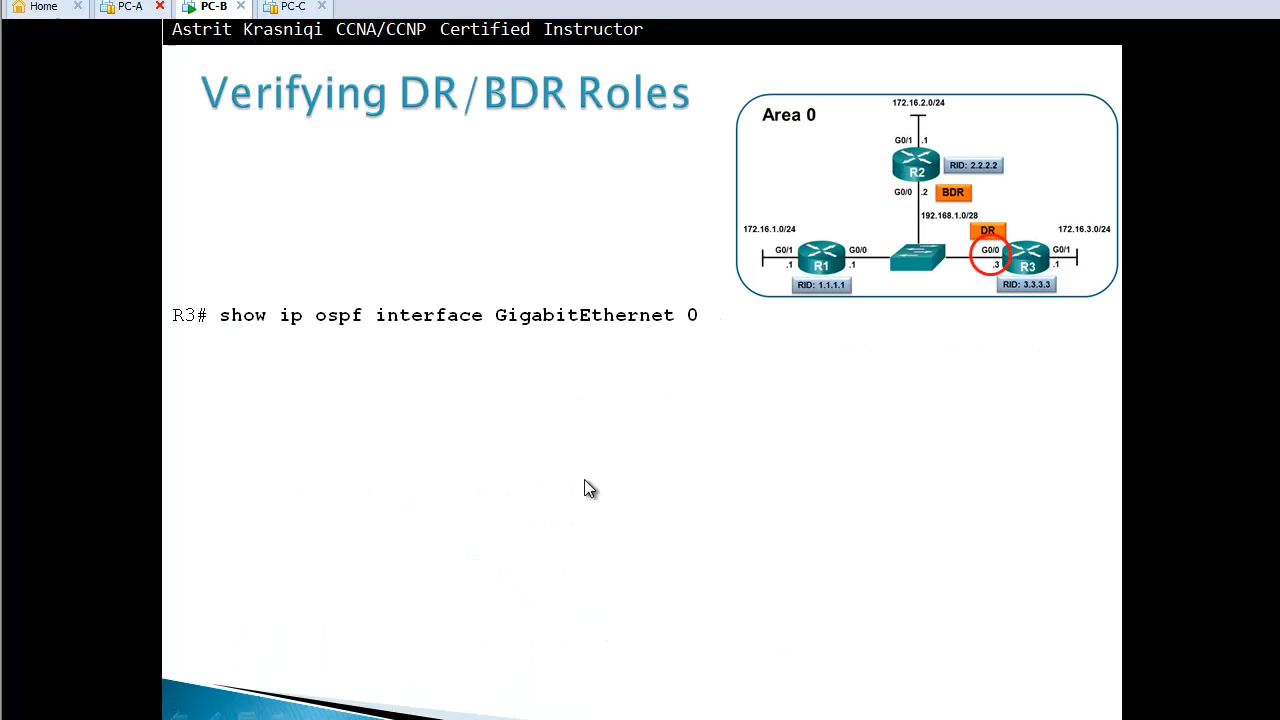 Home PC-A PC-B PC-C
Astrit Krasniqi CCNA/CCNP Certified Instructor
Verifying DR/BDR Roles
Area 0
172.16.2.0/24
G0/1 .1
R2
RID: 2.2.2.2
G0/0 .2
BDR
192.168.1.0/28
172.16.1.0/24
DR
172.16.3.0/24
G0/1
G0/0
G0/0
G0/1
R1
R3
.1
.1
.3
.1
RID: 1.1.1.1
RID: 3.3.3.3
R3# show ip ospf interface GigabitEthernet 0